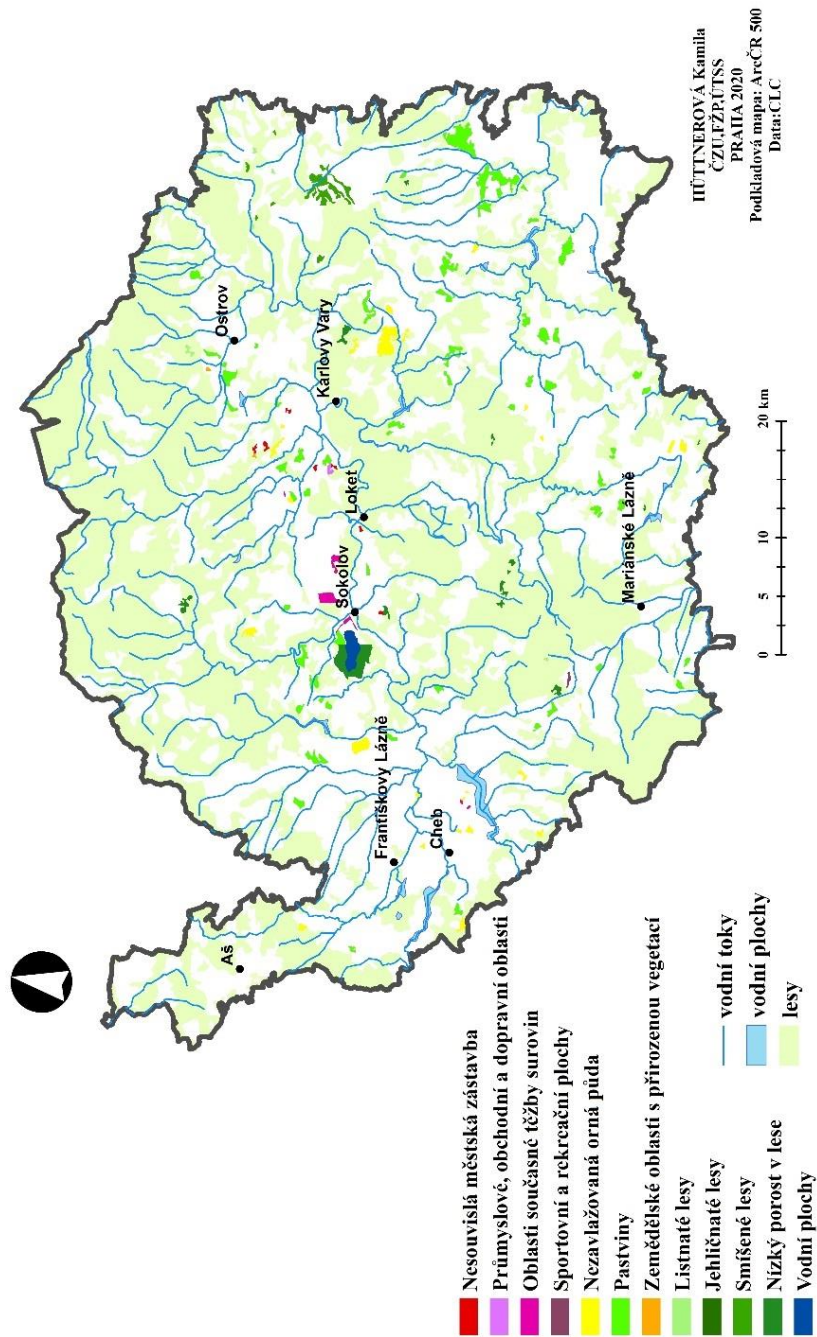 Aš
Františkovy Lázně
Cheb
Sokolov
Loket
Karlovy Vary
Ostrov
Mariánské Lázně
0 5 10 20 km
Nesouvislá městská zástavba
Průmyslové, obchodní a dopravní oblasti
Oblasti současné těžby surovin
Sportovní a rekreační plochy
Nezavlažovaná orná půda
Pastviny
Zemědělské oblasti s přirozenou vegetací
Listnaté lesy
Jehličnaté lesy
Smíšené lesy
Nízký porost v lese
Vodní plochy
vodní toky
vodní plochy
lesy
HÜTTNEROVÁ Kamila
ČZU,FŽP,ÚTSS
PRAHA 2020
Podkladová mapa: ArcČR 500
Data:CLC